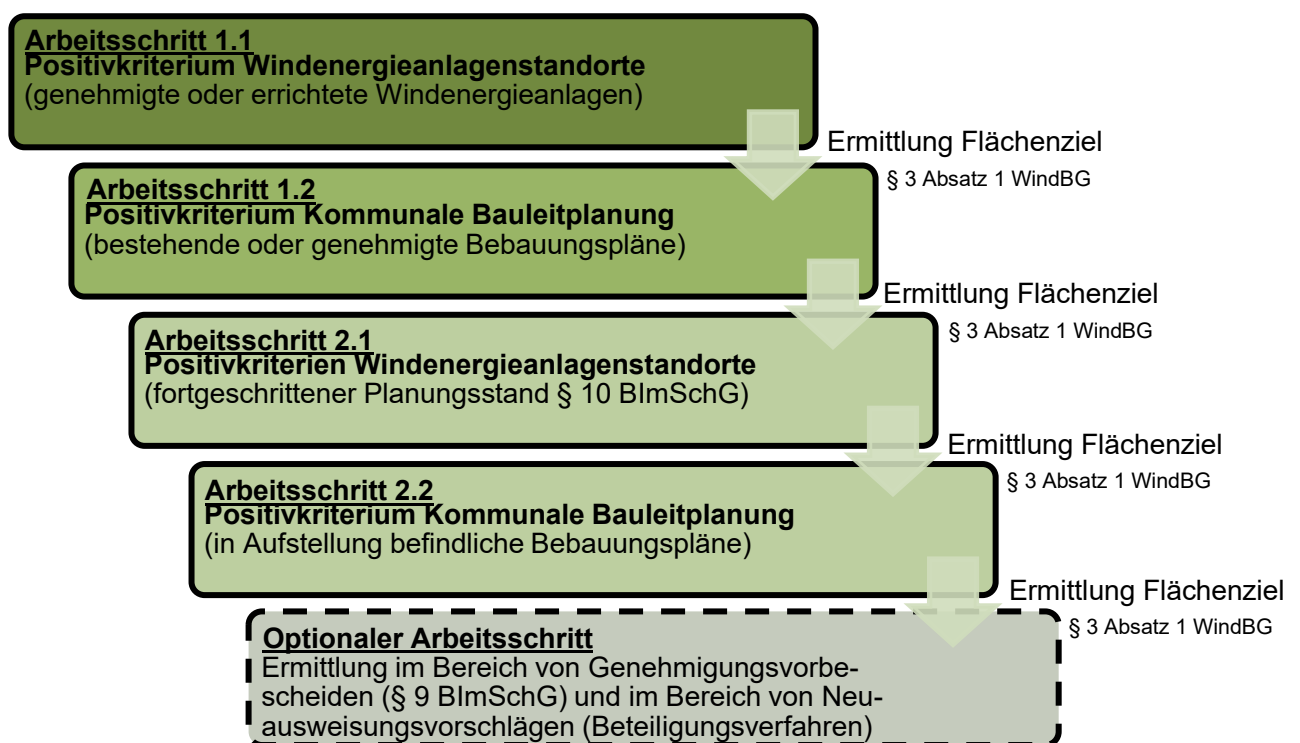 Arbeitsschritt 1.1
Positivkriterium Windenergieanlagenstandorte
(genehmigte oder errichtete Windenergieanlagen)
Ermittlung Flächenziel
§ 3 Absatz 1 WindBG
Arbeitsschritt 1.2
Positivkriterium Kommunale Bauleitplanung
(bestehende oder genehmigte Bebauungspläne)
Ermittlung Flächenziel
§ 3 Absatz 1 WindBG
Arbeitsschritt 2.1
Positivkriterien Windenergieanlagenstandorte
(fortgeschrittener Planungsstand § 10 BImSchG)
Ermittlung Flächenziel
§ 3 Absatz 1 WindBG
Arbeitsschritt 2.2
Positivkriterium Kommunale Bauleitplanung
(in Aufstellung befindliche Bebauungspläne)
Ermittlung Flächenziel
§ 3 Absatz 1 WindBG
Optionaler Arbeitsschritt
Ermittlung im Bereich von Genehmigungsvorbe-
scheiden (§ 9 BImSchG) und im Bereich von Neu-
ausweisungsvorschlägen (Beteiligungsverfahren)